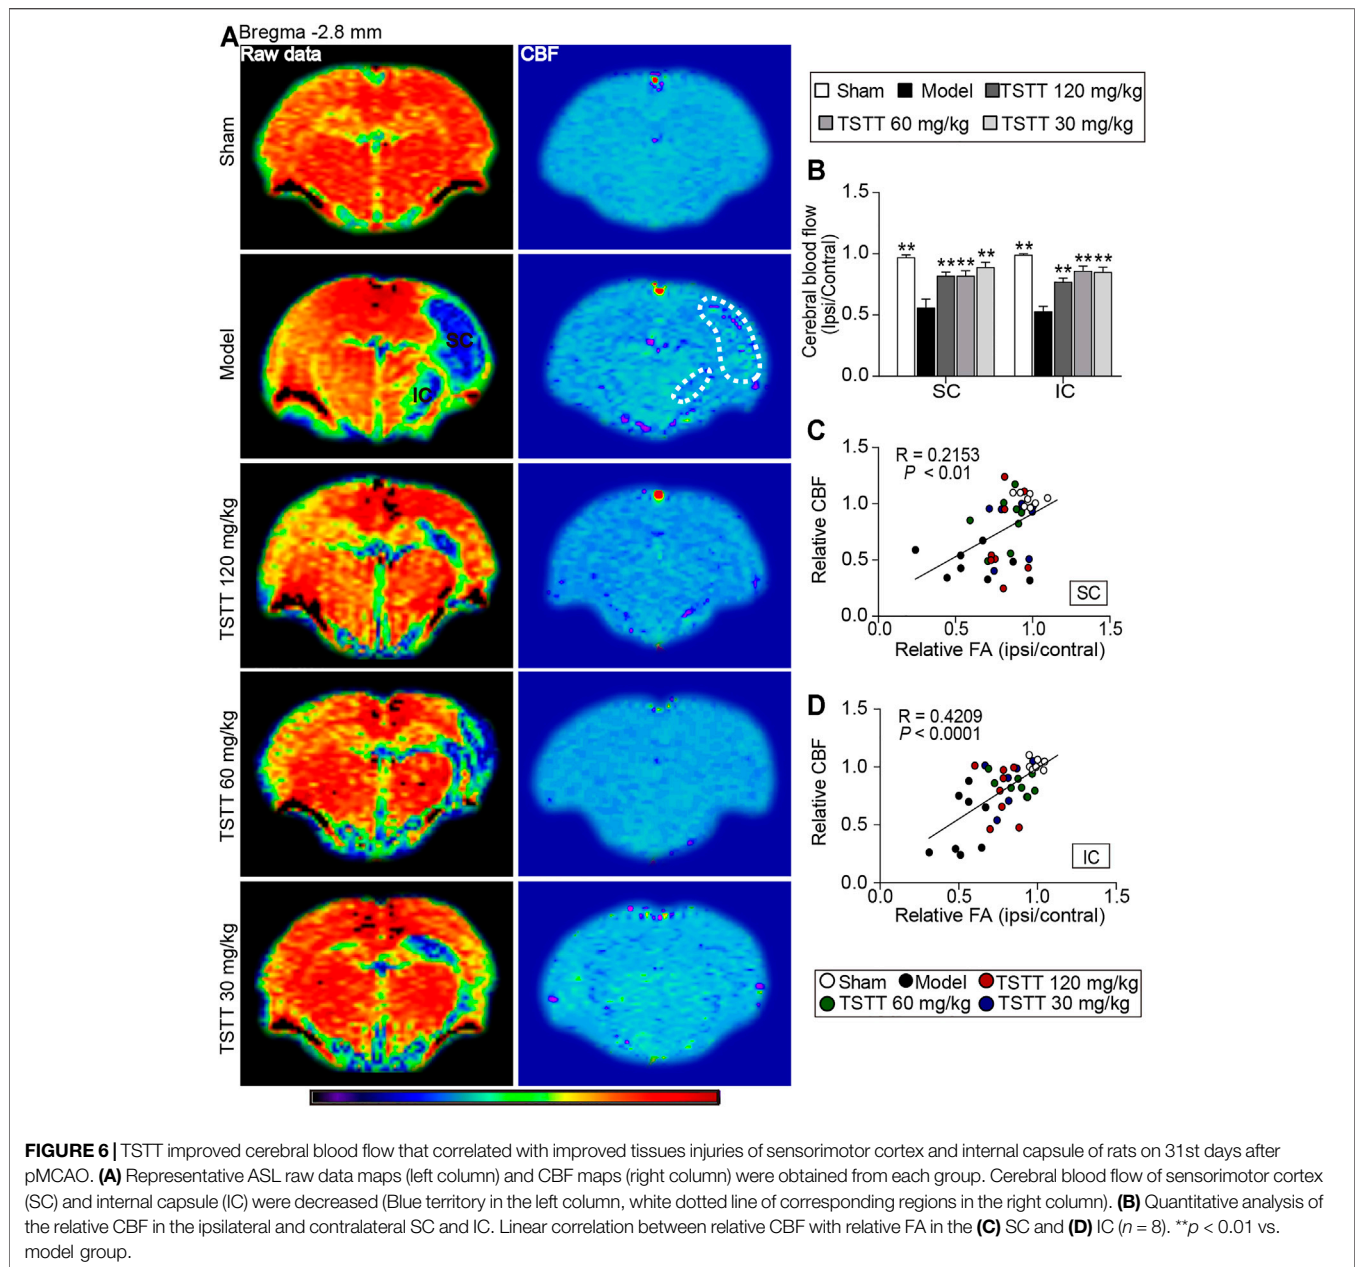 A Bregma -2.8 mm
Raw data
CBF
Sham
Model
SC
IC
TSTT 120 mg/kg
TSTT 60 mg/kg
TSTT 30 mg/kg
Sham Model TSTT 120 mg/kg
TSTT 60 mg/kg TSTT 30 mg/kg
B
Cerebral blood flow
(Ipsi/Contral)
1.5
1.0
0.5
0.0
** **** ** ** ** ****
SC IC
C
Relative CBF
1.5
1.0
0.5
0.0
R = 0.2153
P < 0.01
SC
0.0 0.5 1.0 1.5
Relative FA (ipsi/contral)
D
Relative CBF
1.5
1.0
0.5
0.0
R = 0.4209
P < 0.0001
IC
0.0 0.5 1.0 1.5
Relative FA (ipsi/contral)
Sham Model TSTT 120 mg/kg
TSTT 60 mg/kg TSTT 30 mg/kg
FIGURE 6 | TSTT improved cerebral blood flow that correlated with improved tissues injuries of sensorimotor cortex and internal capsule of rats on 31st days after
pMCAO. (A) Representative ASL raw data maps (left column) and CBF maps (right column) were obtained from each group. Cerebral blood flow of sensorimotor cortex
(SC) and internal capsule (IC) were decreased (Blue territory in the left column, white dotted line of corresponding regions in the right column). (B) Quantitative analysis of
the relative CBF in the ipsilateral and contralateral SC and IC. Linear correlation between relative CBF with relative FA in the (C) SC and (D) IC (n = 8). **p < 0.01 vs.
model group.